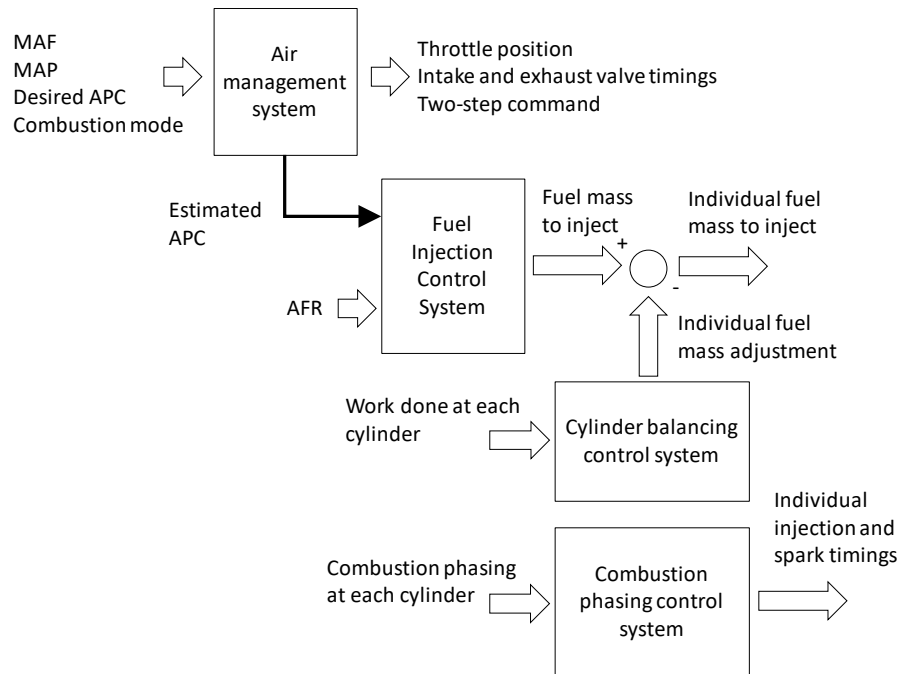 MAF
MAP
Desired APC
Combustion mode
Air
management
system
Throttle position
Intake and exhaust valve timings
Two-step command
Estimated
APC
Fuel
Injection
Control
System
AFR
Fuel mass
to inject
+
-
Individual fuel
mass to inject
Individual fuel
mass adjustment
Work done at each
cylinder
Cylinder balancing
control system
Combustion phasing
at each cylinder
Combustion
phasing control
system
Individual
injection and
spark timings